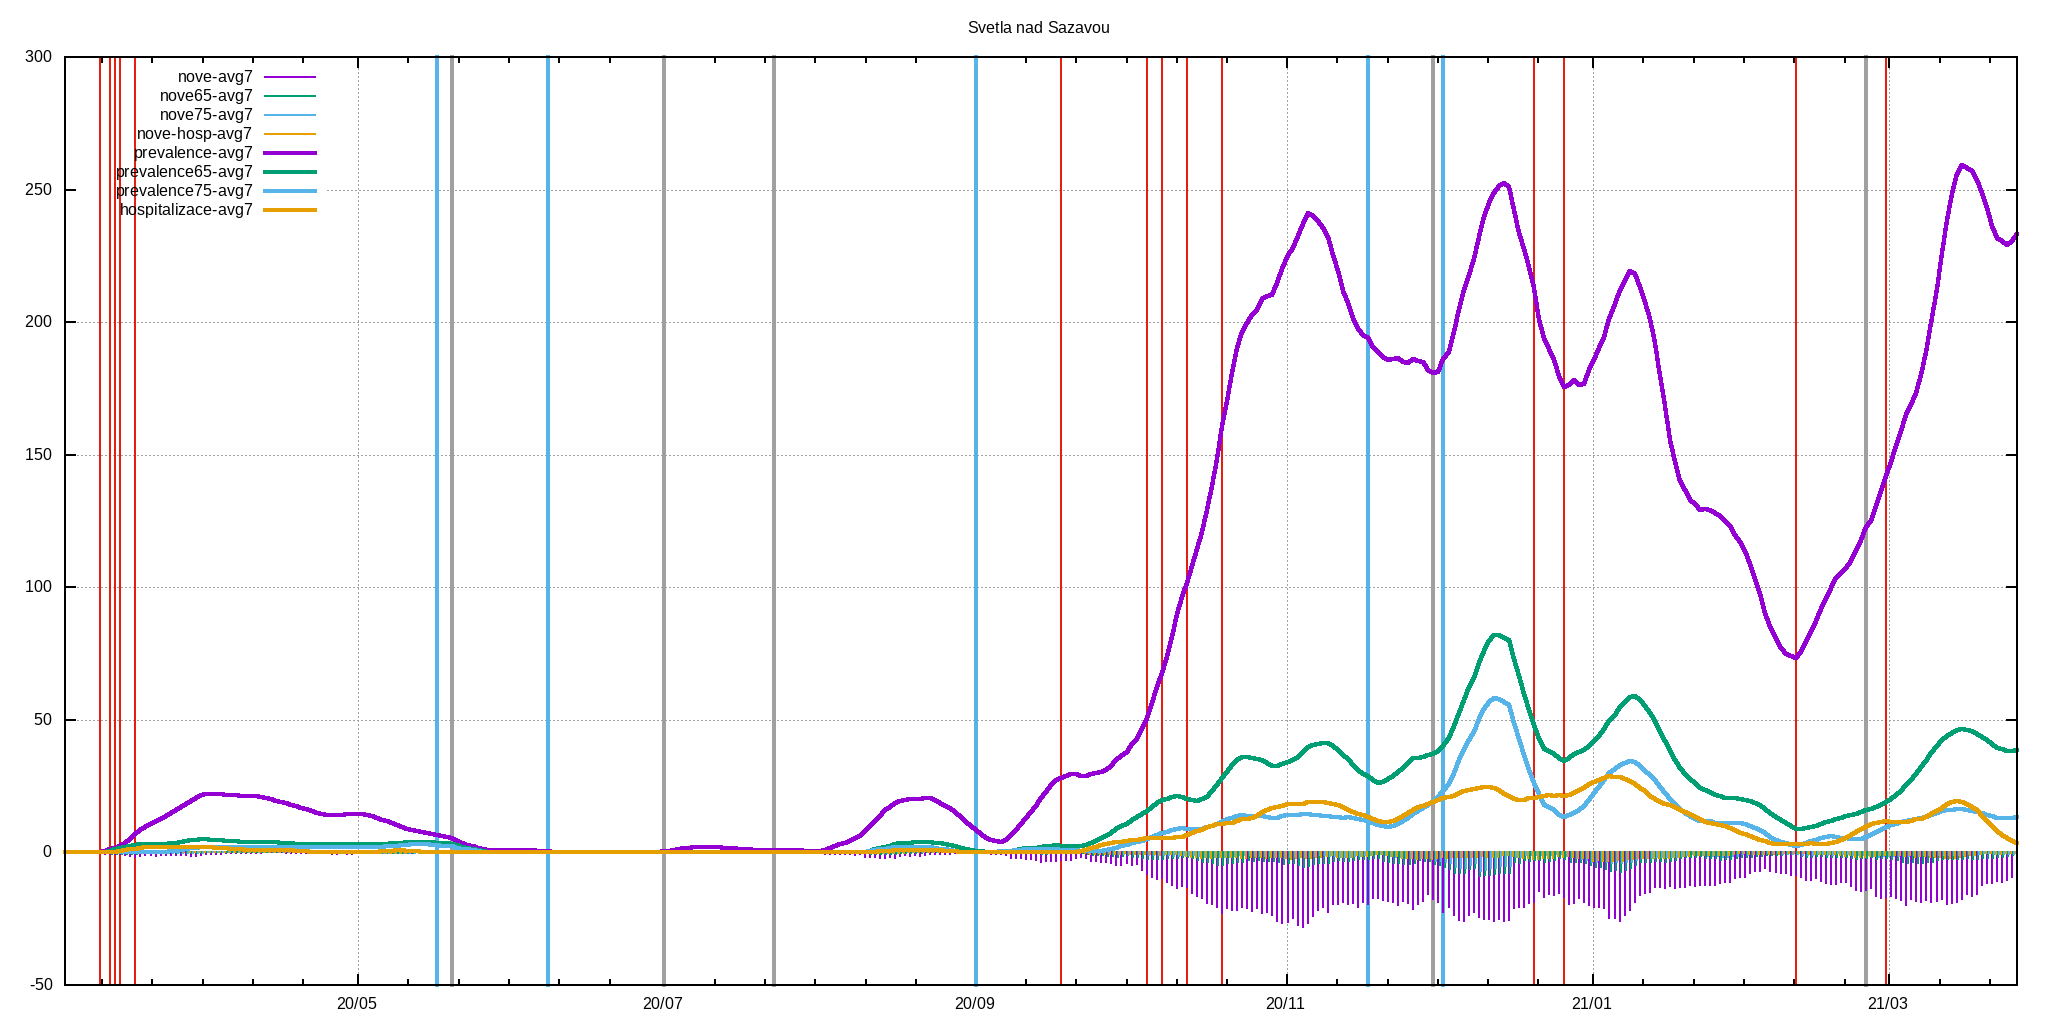 Svetla nad Sazavou
300
250
200
150
100
50
0
-50
nove-avg7
nove65-avg7
nove75-avg7
nove-hosp-avg7
prevalence-avg7
prevalence65-avg7
prevalence75-avg7
hospitalizace-avg7
20/05 20/07 20/09 20/11 21/01 21/03